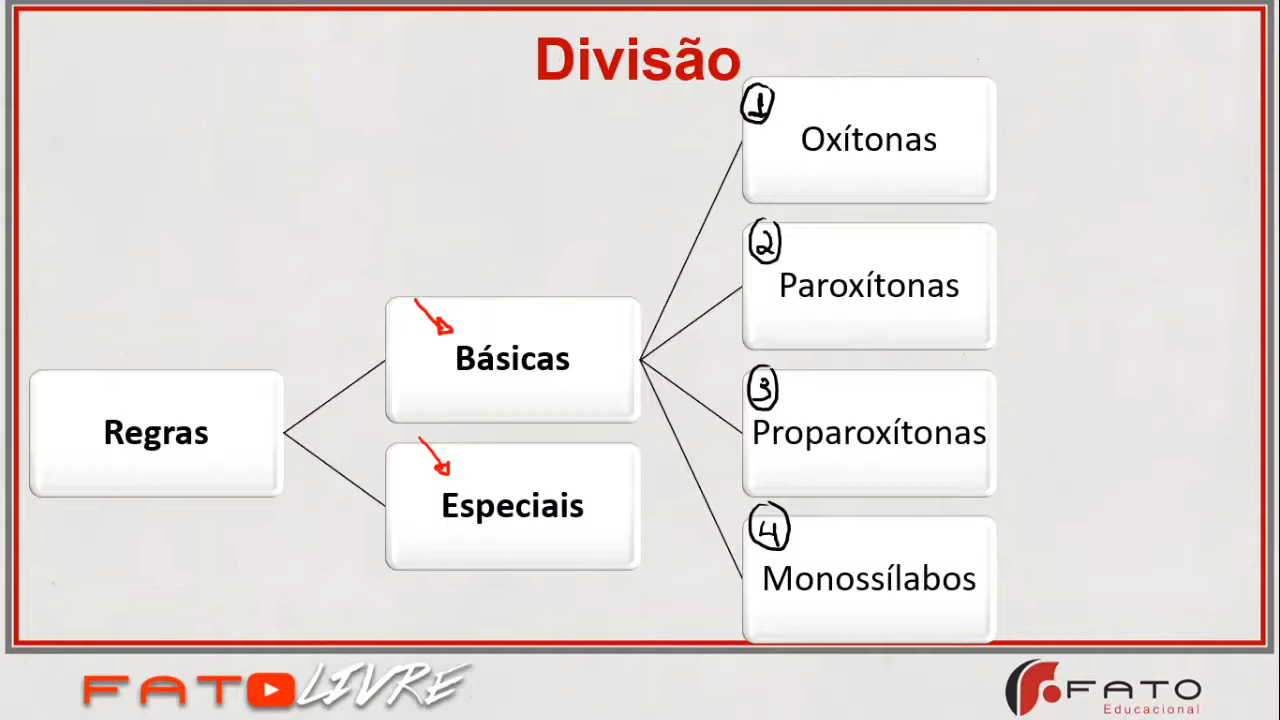 Divisão
1
Oxítonas
2
Paroxítonas
Básicas
3
Regras
Proparoxítonas
Especiais
4
Monossílabos
FATO LIVRE
FATO
Educacional